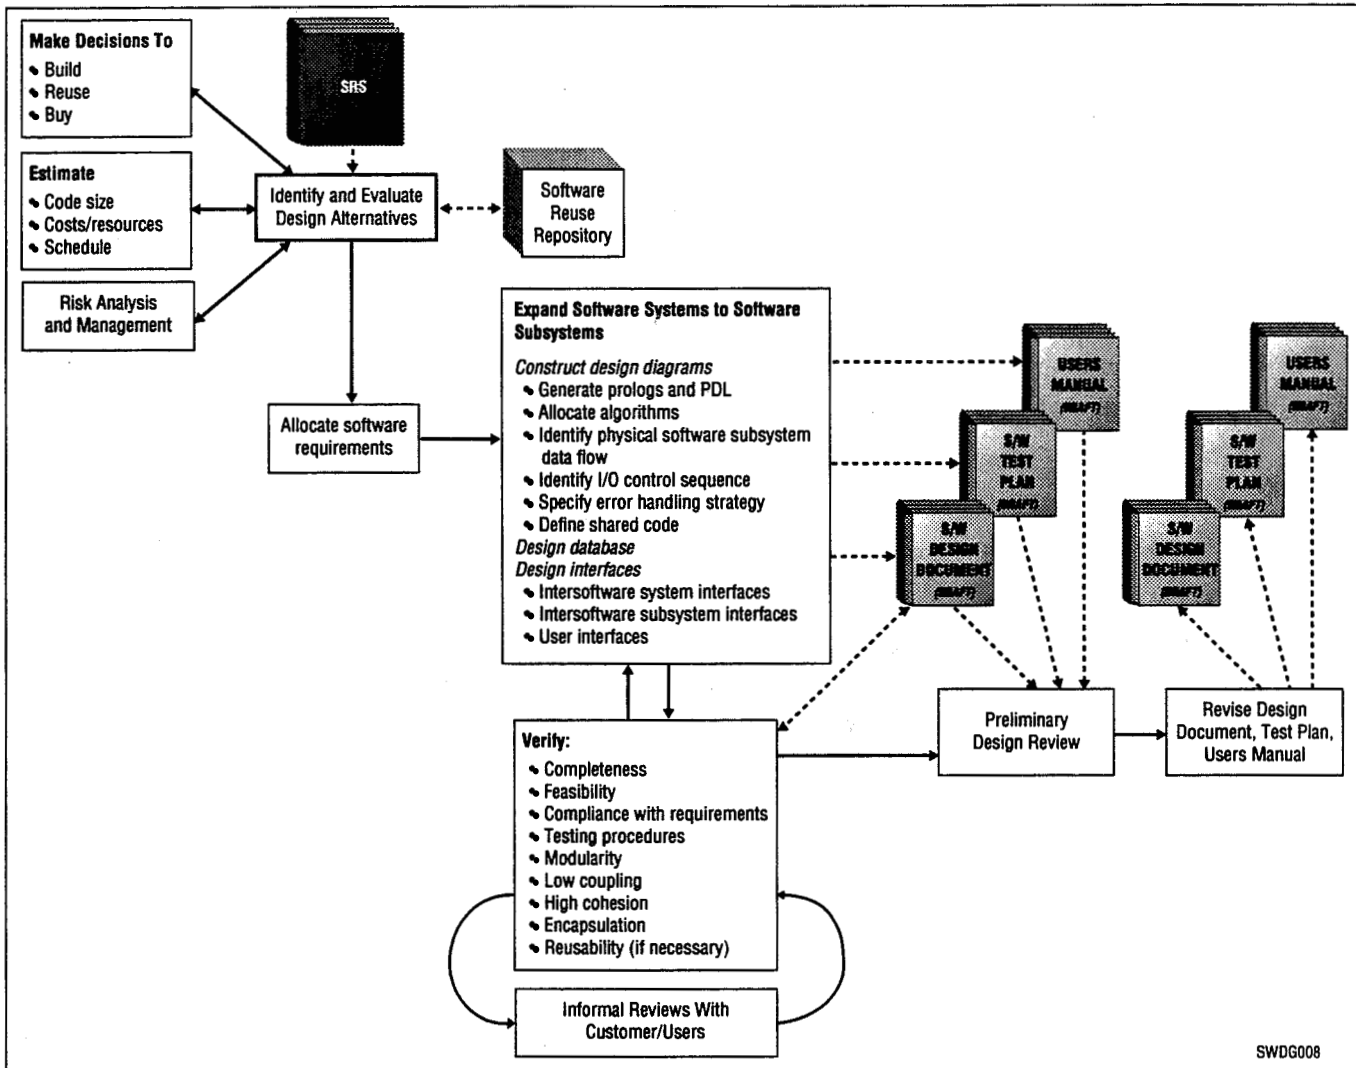 Make Decisions To
Build
Reuse
Buy
SRS
Estimate
Code size
Costs/resources
Schedule
Identify and Evaluate
Design Alternatives
Software
Reuse
Repository
Risk Analysis
and Management
Allocate software
requirements
Expand Software Systems to Software
Subsystems
Construct design diagrams
Generate prologs and PDL
Allocate algorithms
Identify physical software subsystem
data flow
Identify I/O control sequence
Specify error handling strategy
Define shared code
Design database
Design interfaces
Intersoftware system interfaces
Intersoftware subsystem interfaces
User interfaces
USERS
MANUAL
(DRAFT)
S/W
TEST
PLAN
(DRAFT)
S/W
DESIGN
DOCUMENT
(DRAFT)
USERS
MANUAL
(DRAFT)
S/W
TEST
PLAN
(DRAFT)
S/W
DESIGN
DOCUMENT
(DRAFT)
Verify:
Completeness
Feasibility
Compliance with requirements
Testing procedures
Modularity
Low coupling
High cohesion
Encapsulation
Reusability (if necessary)
Preliminary
Design Review
Revise Design
Document, Test Plan,
Users Manual
Informal Reviews With
Customer/Users
SWDG008